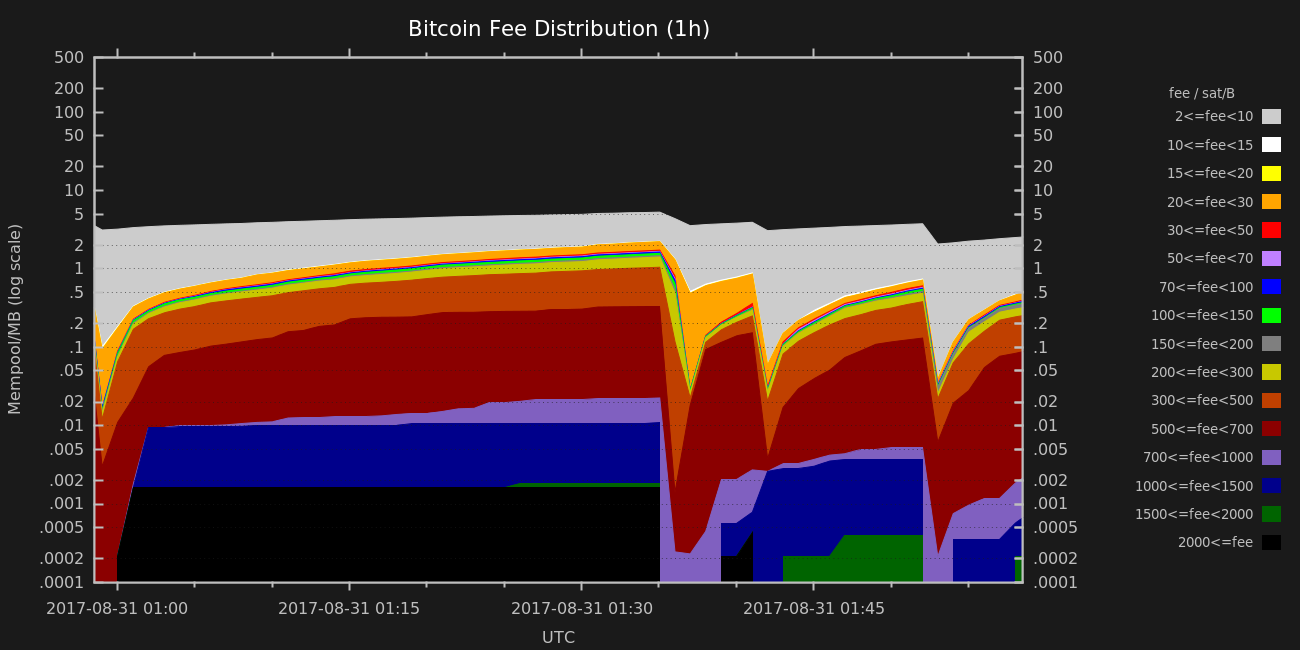 Bitcoin Fee Distribution (1h)
Mempool/MB (log scale)
500
200
100
50
20
10
5
2
1
.5
.2
.1
.05
.02
.01
.005
.002
.001
.0005
.0002
.0001
500
200
100
50
20
10
5
2
1
.5
.2
.1
.05
.02
.01
.005
.002
.001
.0005
.0002
.0001
2017-08-31 01:00
2017-08-31 01:15
2017-08-31 01:30
2017-08-31 01:45
UTC
fee / sat/B
2<=fee<10
10<=fee<15
15<=fee<20
20<=fee<30
30<=fee<50
50<=fee<70
70<=fee<100
100<=fee<150
150<=fee<200
200<=fee<300
300<=fee<500
500<=fee<700
700<=fee<1000
1000<=fee<1500
1500<=fee<2000
2000<=fee